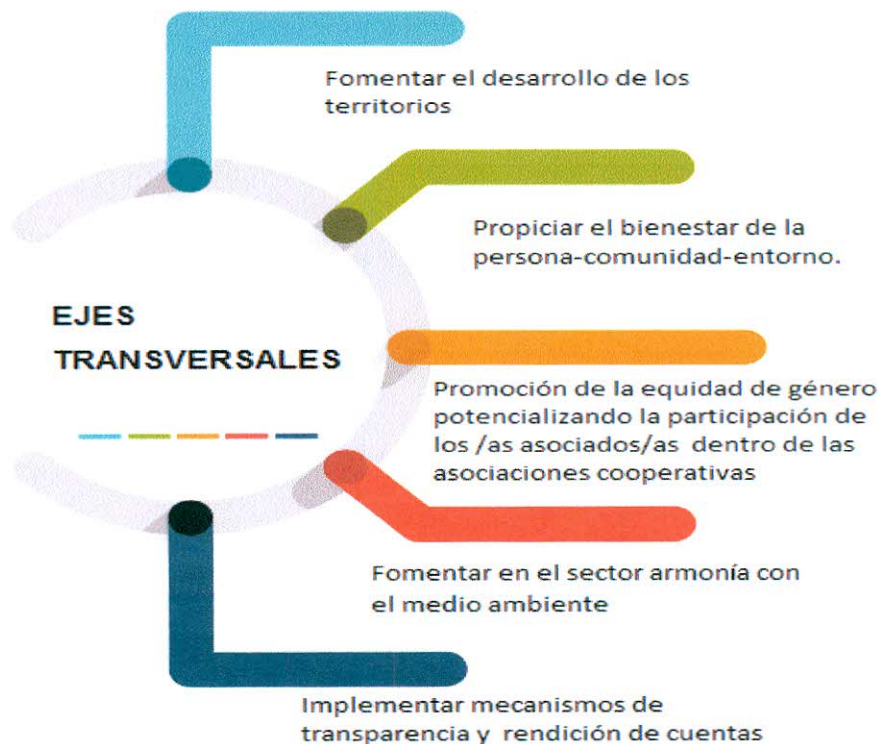 Fomentar el desarrollo de los
territorios
Propiciar el bienestar de la
persona-comunidad-entorno.
EJES
TRANSVERSALES
Promoción de la equidad de género
potencializando la participación de
los /as asociados/as dentro de las
asociaciones cooperativas
Fomentar en el sector armonía con
el medio ambiente
Implementar mecanismos de
transparencia y rendición de cuentas